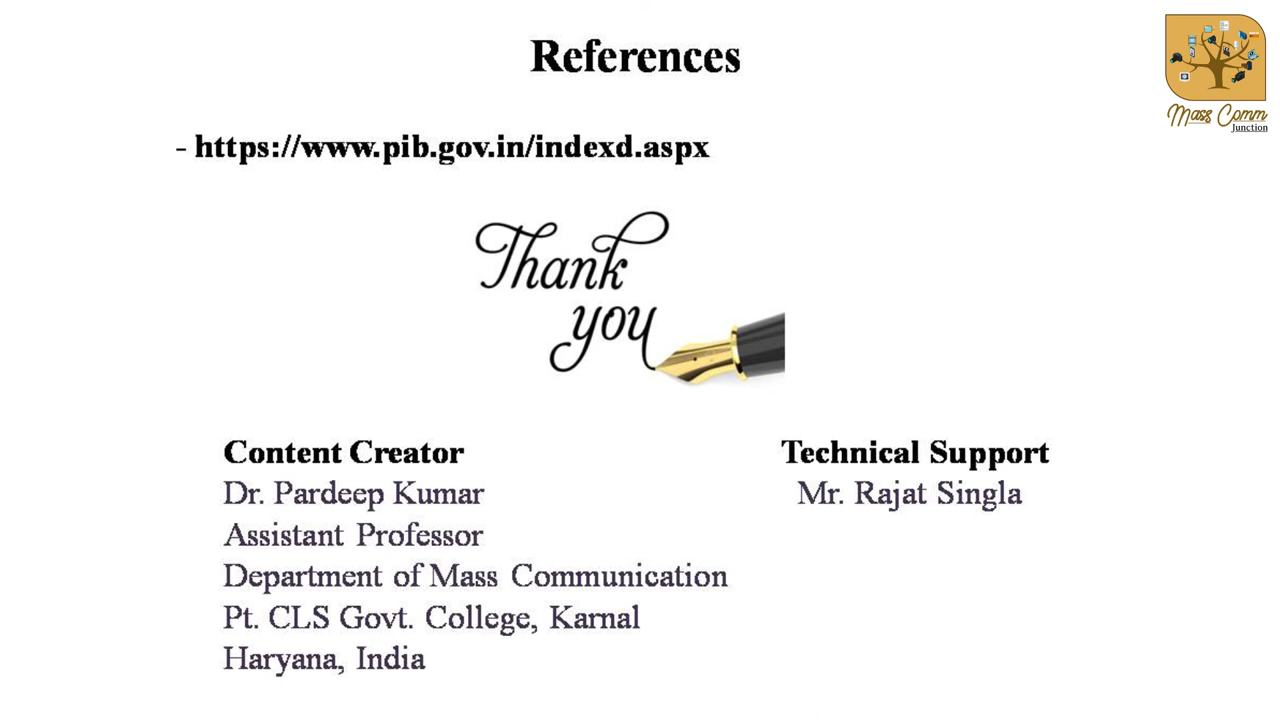 References
Mass Comm
Junction
- https://www.pib.gov.in/indexd.aspx
Thank
you
Content Creator
Dr. Pardeep Kumar
Assistant Professor
Department of Mass Communication
Pt. CLS Govt. College, Karnal
Haryana, India
Technical Support
Mr. Rajat Singla